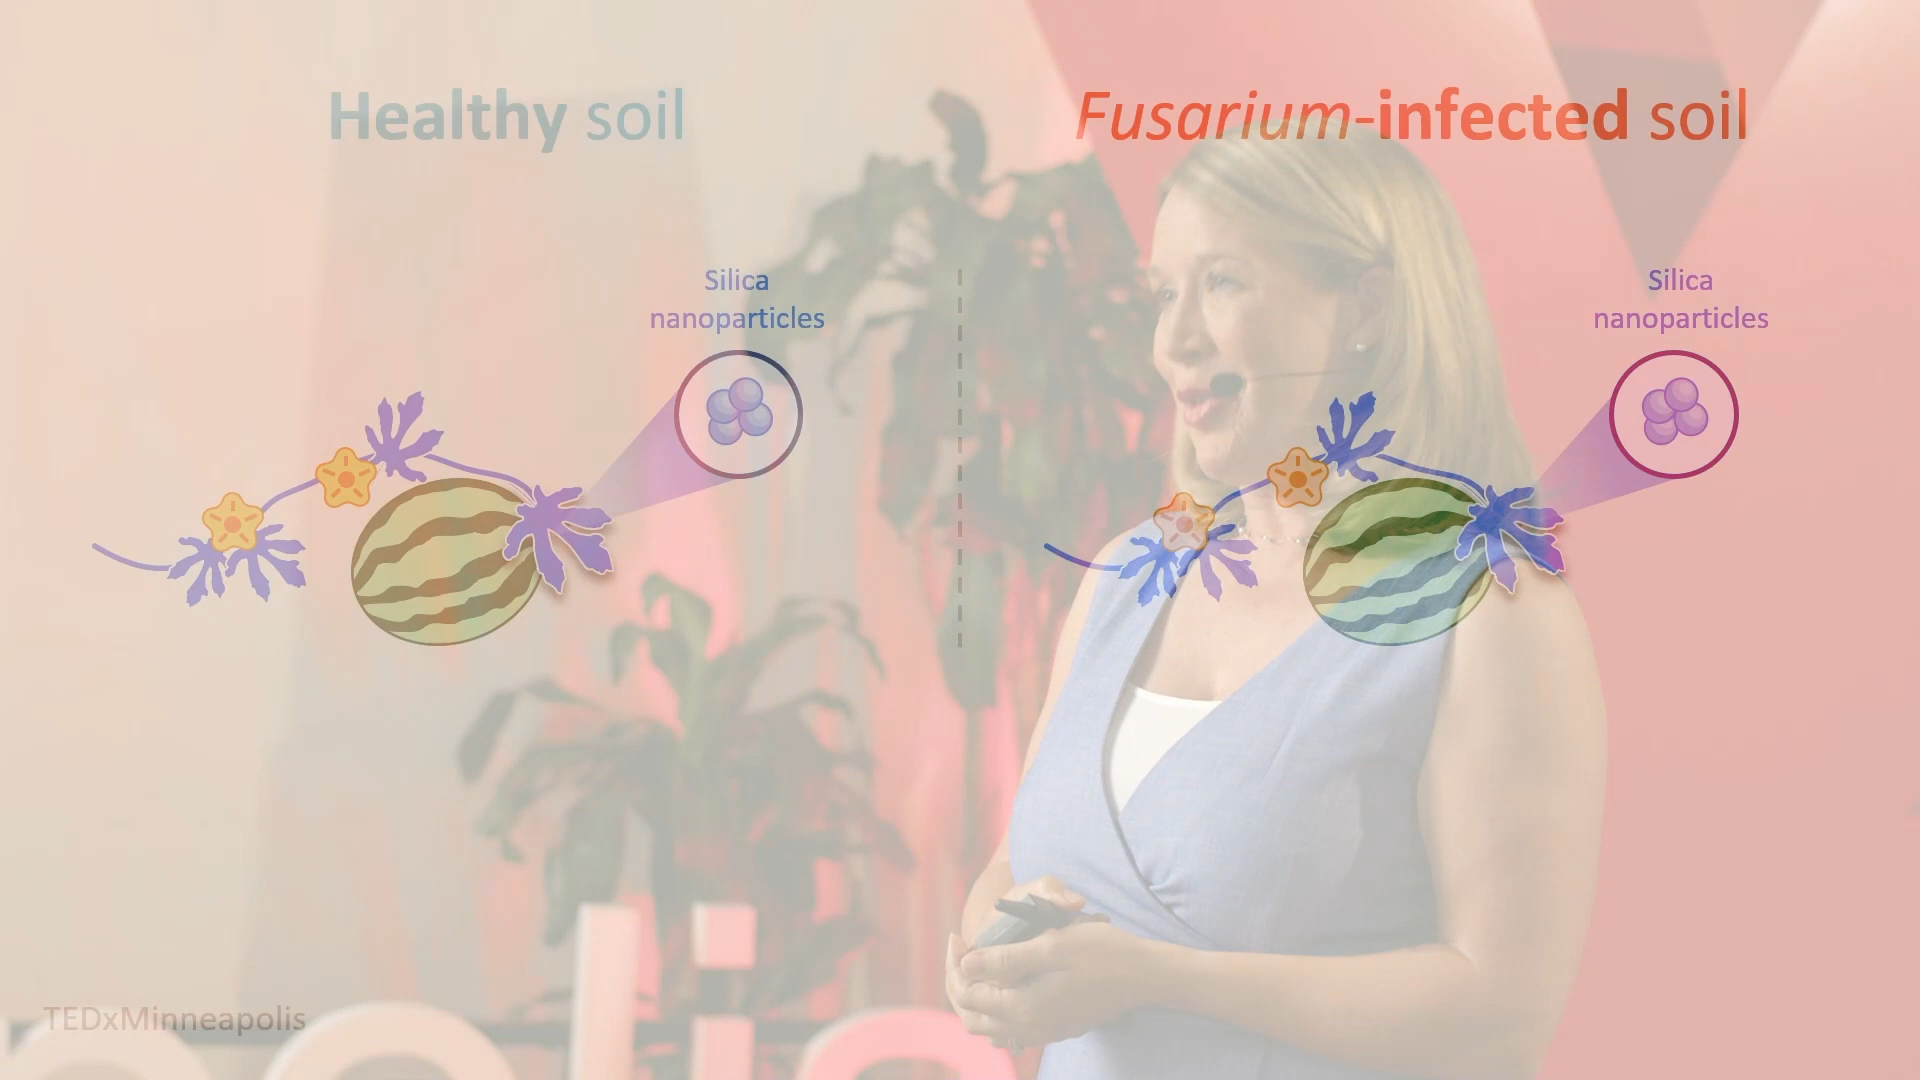 Healthy soil
Fusarium-infected soil
Silica
nanoparticles
Silica
nanoparticles
TEDxMinneapolis